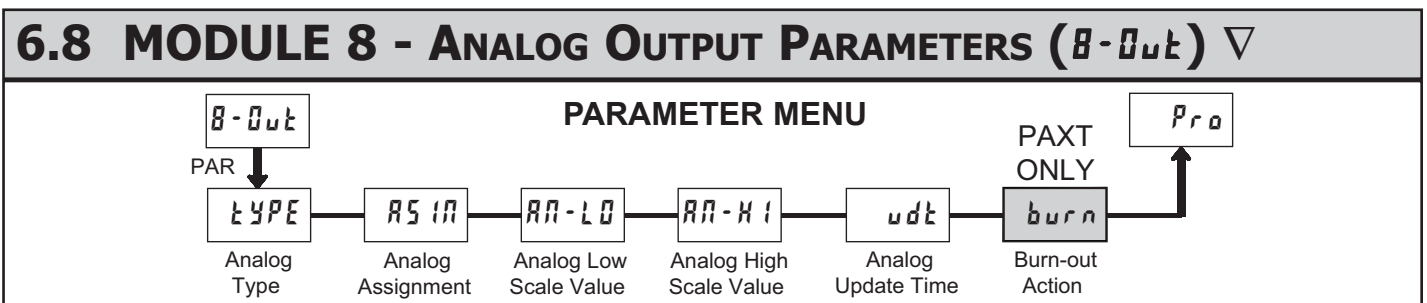 6.8 MODULE 8 - ANALOG OUTPUT PARAMETERS (8-Out) ∇
PARAMETER MENU
8-Out
Pro
PAXT
ONLY
PAR
tYPE
ASIN
AN-LO
AN-HI
udt
burn
Analog
Type
Analog
Assignment
Analog Low
Scale Value
Analog High
Scale Value
Analog
Update Time
Burn-out
Action